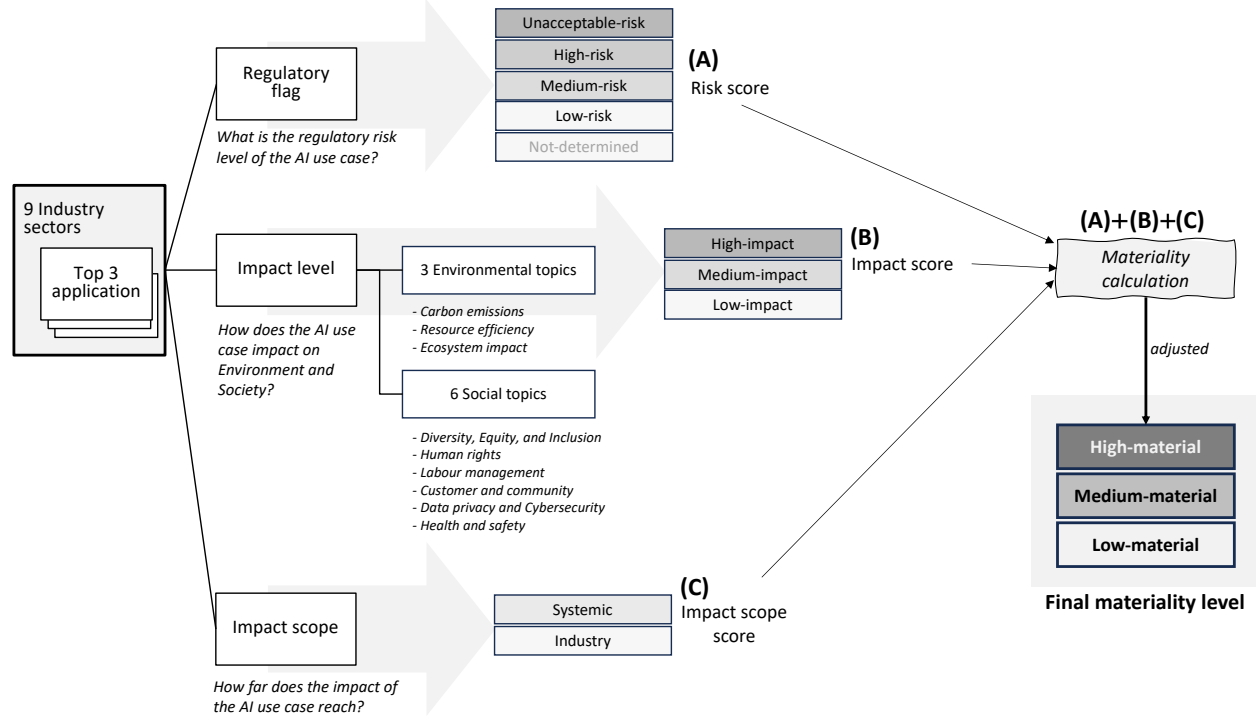 9 Industry
sectors
Top 3
application
Regulatory
flag
What is the regulatory risk
level of the AI use case?
Unacceptable-risk
High-risk
Medium-risk
Low-risk
Not-determined
(A)
Risk score
Impact level
How does the AI use
case impact on
Environment and
Society?
3 Environmental topics
- Carbon emissions
- Resource efficiency
- Ecosystem impact
6 Social topics
- Diversity, Equity, and Inclusion
- Human rights
- Labour management
- Customer and community
- Data privacy and Cybersecurity
- Health and safety
High-impact
Medium-impact
Low-impact
(B)
Impact score
Impact scope
How far does the impact of
the AI use case reach?
Systemic
Industry
(C)
Impact scope
score
(A)+(B)+(C)
Materiality
calculation
adjusted
High-material
Medium-material
Low-material
Final materiality level